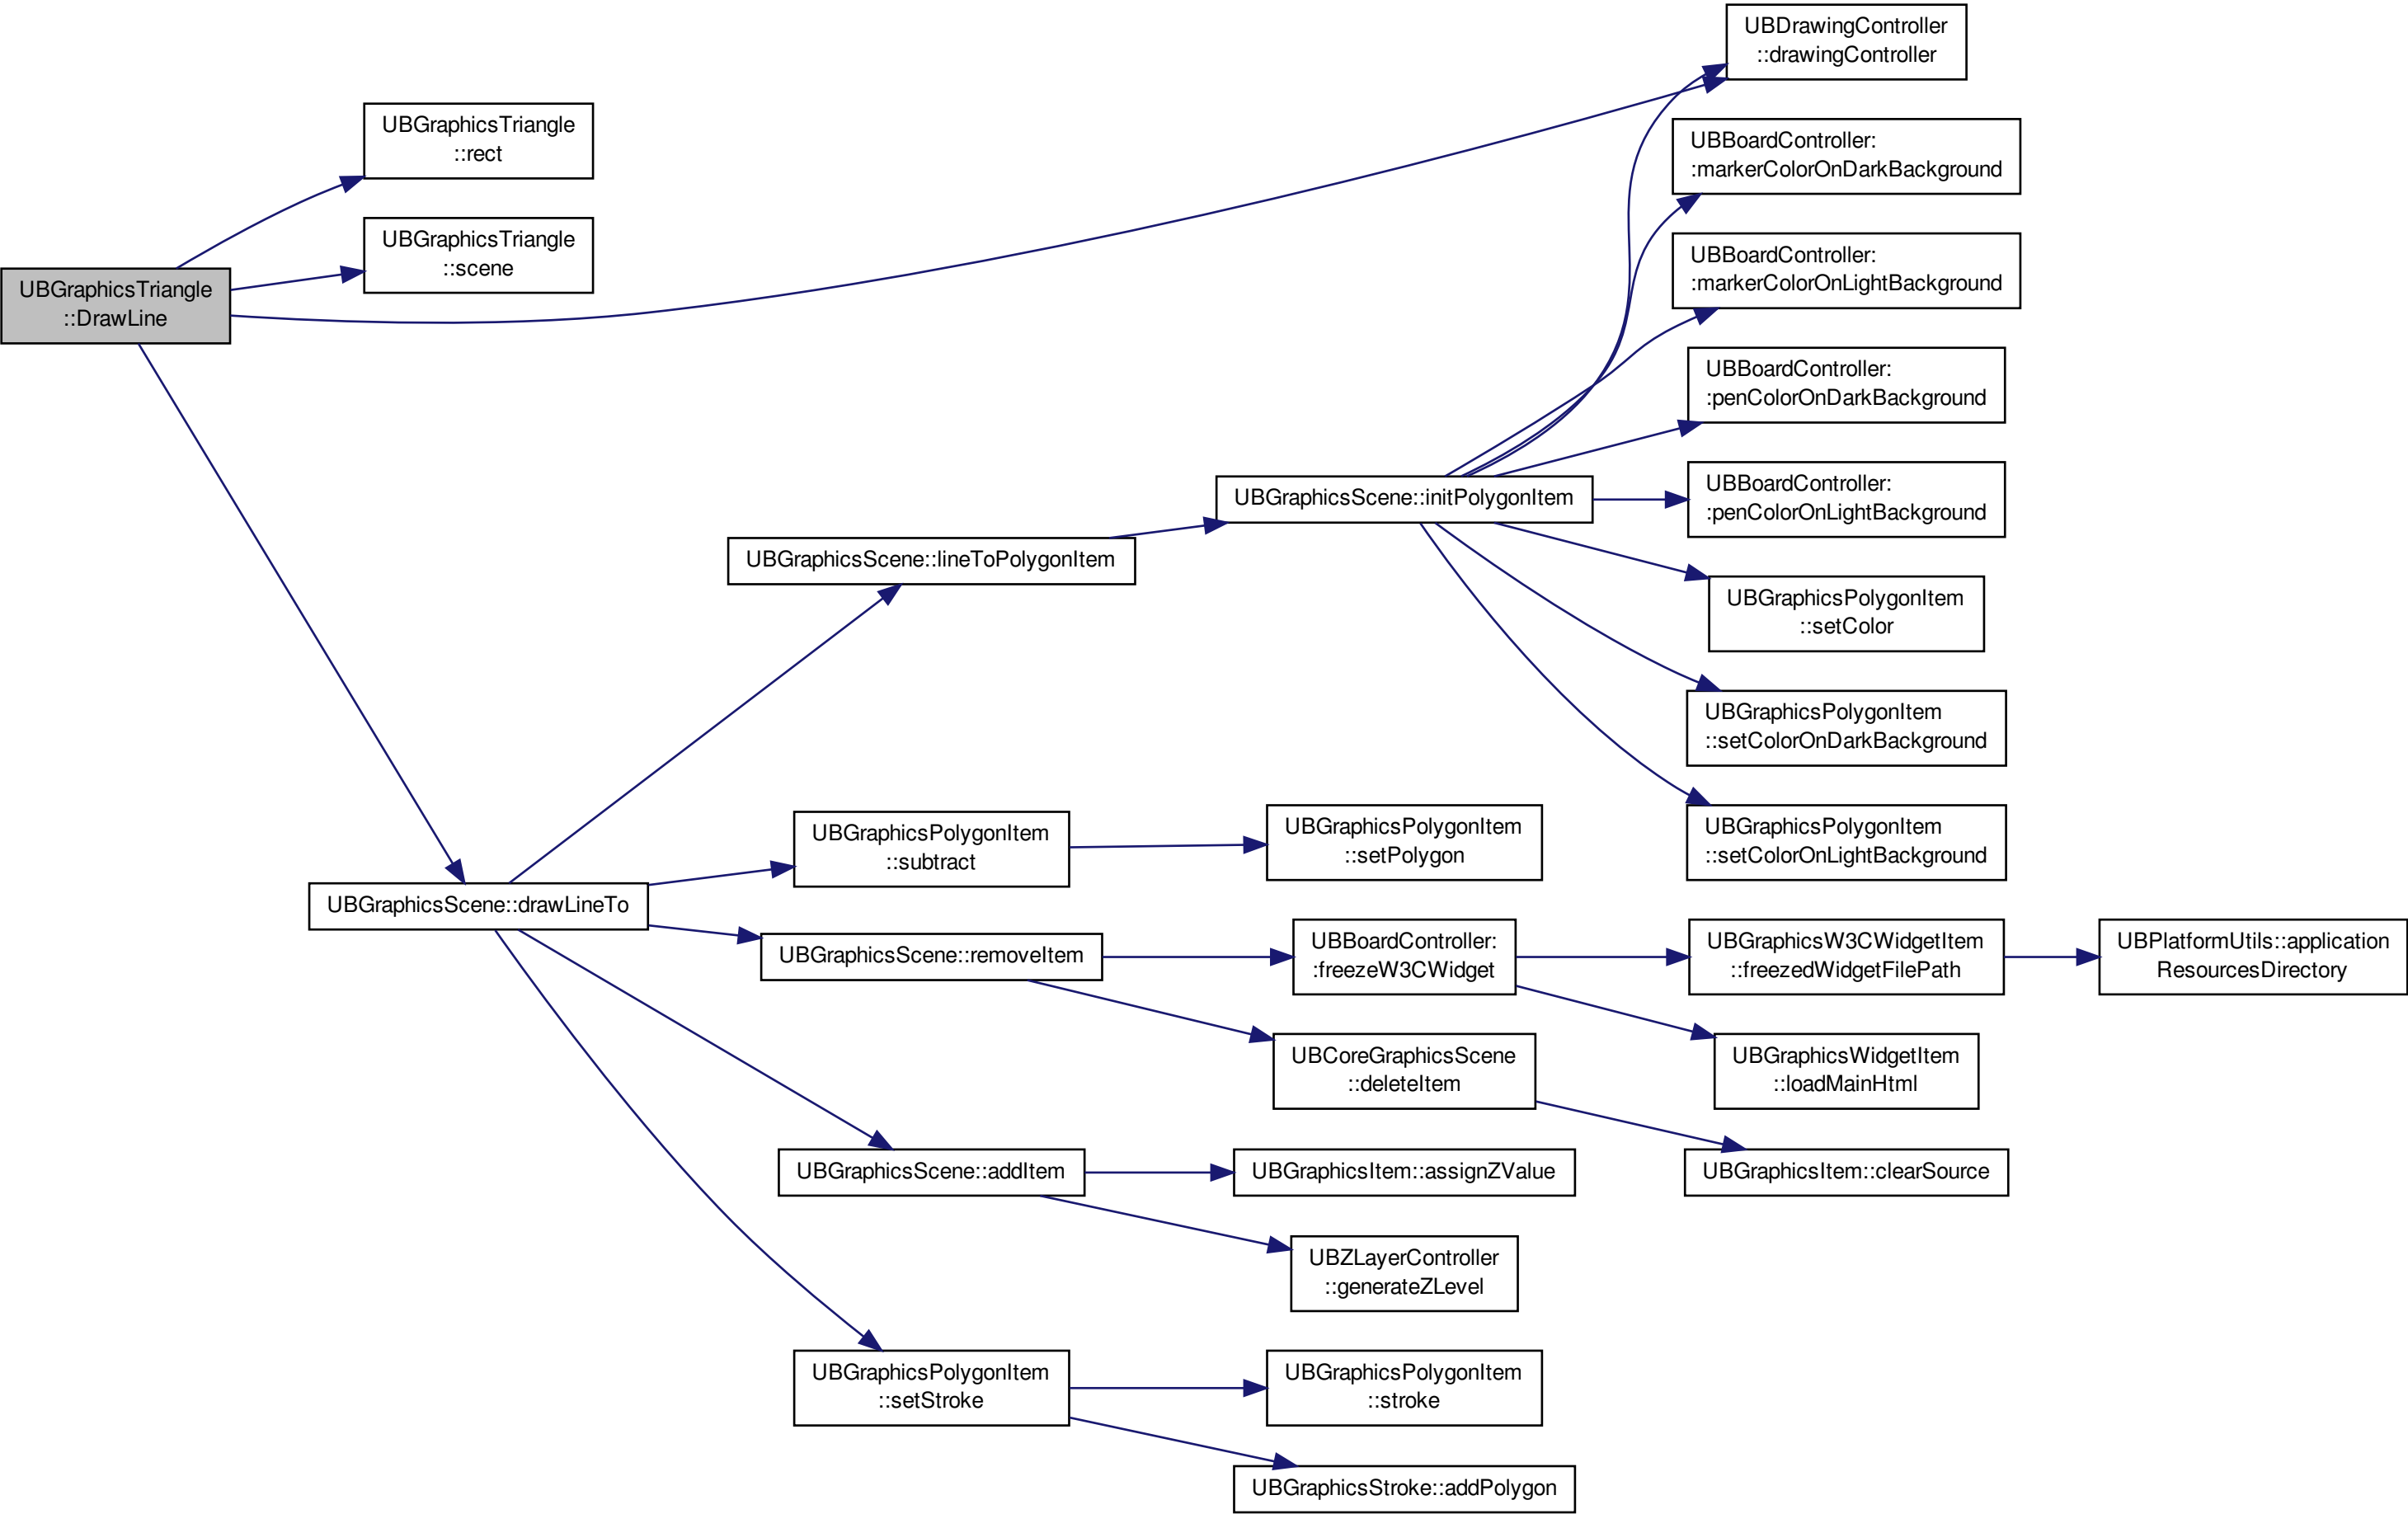 UBGraphicsTriangle
::DrawLine
UBGraphicsTriangle
::rect
UBGraphicsTriangle
::scene
UBDrawingController
::drawingController
UBBoardController:
:markerColorOnDarkBackground
UBBoardController:
:markerColorOnLightBackground
UBBoardController:
:penColorOnDarkBackground
UBBoardController:
:penColorOnLightBackground
UBGraphicsScene::initPolygonItem
UBGraphicsScene::lineToPolygonItem
UBGraphicsPolygonItem
::setColor
UBGraphicsPolygonItem
::setColorOnDarkBackground
UBGraphicsPolygonItem
::setColorOnLightBackground
UBGraphicsPolygonItem
::subtract
UBGraphicsPolygonItem
::setPolygon
UBGraphicsScene::drawLineTo
UBGraphicsScene::removeItem
UBBoardController:
:freezeW3CWidget
UBGraphicsW3CWidgetItem
::freezedWidgetFilePath
UBPlatformUtils::application
ResourcesDirectory
UBCoreGraphicsScene
::deleteItem
UBGraphicsWidgetItem
::loadMainHtml
UBGraphicsScene::addItem
UBGraphicsItem::assignZValue
UBGraphicsItem::clearSource
UBZLayerController
::generateZLevel
UBGraphicsPolygonItem
::setStroke
UBGraphicsPolygonItem
::stroke
UBGraphicsStroke::addPolygon